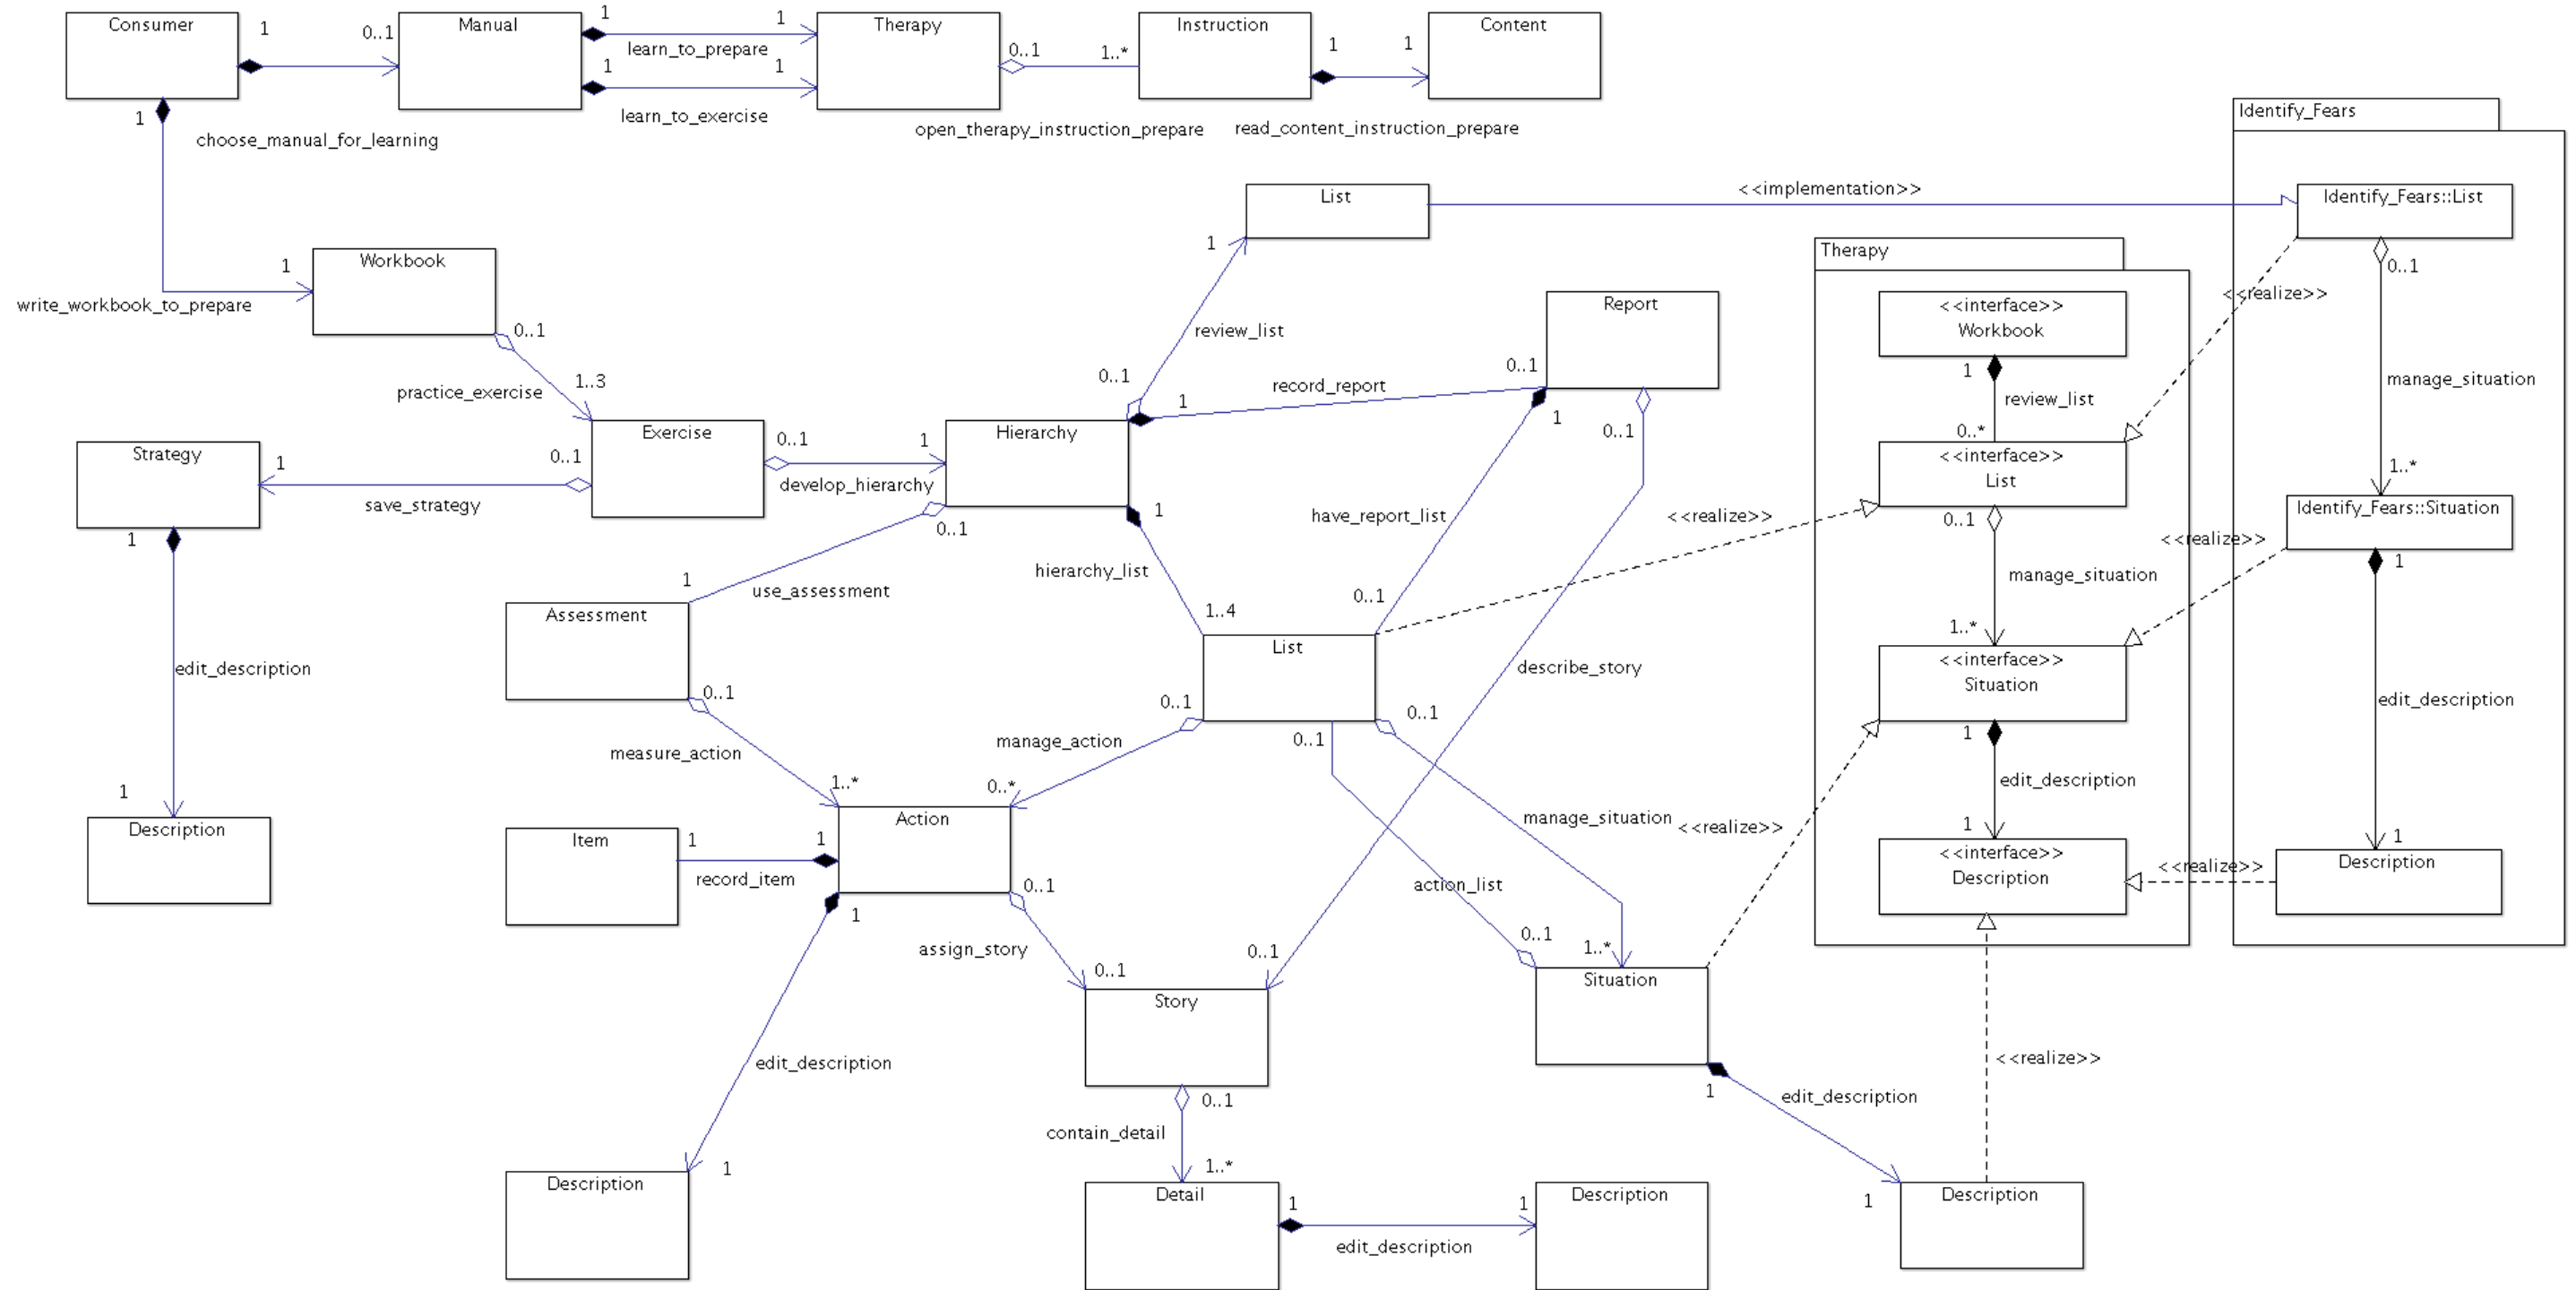 Consumer
1
0..1
Manual
1
1
learn_to_prepare
1
1
learn_to_exercise
Therapy
0..1
1..*
Instruction
1
1
Content
1
choose_manual_for_learning
open_therapy_instruction_prepare
read_content_instruction_prepare
1
write_workbook_to_prepare
Workbook
0..1
practice_exercise
1..3
Exercise
0..1
1
develop_hierarchy
0..1
1
save_strategy
Strategy
1
edit_description
1
Description
Hierarchy
0..1
review_list
1
List
<<implementation>>
1
record_report
0..1
Report
1
0..1
have_report_list
0..1
describe_story
0..1
0..1
use_assessment
1
Assessment
0..1
measure_action
1..*
1
hierarchy_list
1..4
List
0..1
manage_action
0..*
0..1
action_list
0..1
0..1
manage_situation
1..*
<<realize>>
Action
1
record_item
1
Item
1
edit_description
1
Description
0..1
assign_story
0..1
Story
0..1
contain_detail
1..*
Detail
1
1
edit_description
Description
Situation
<<realize>>
1
edit_description
1
Description
<<realize>>
Therapy
<<interface>>
Workbook
1
review_list
0..*
<<interface>>
List
0..1
manage_situation
1..*
<<interface>>
Situation
1
edit_description
1
<<interface>>
Description
Identify_Fears
Identify_Fears::List
<<realize>>
0..1
manage_situation
1..*
Identify_Fears::Situation
<<realize>>
1
edit_description
1
Description
<<realize>>